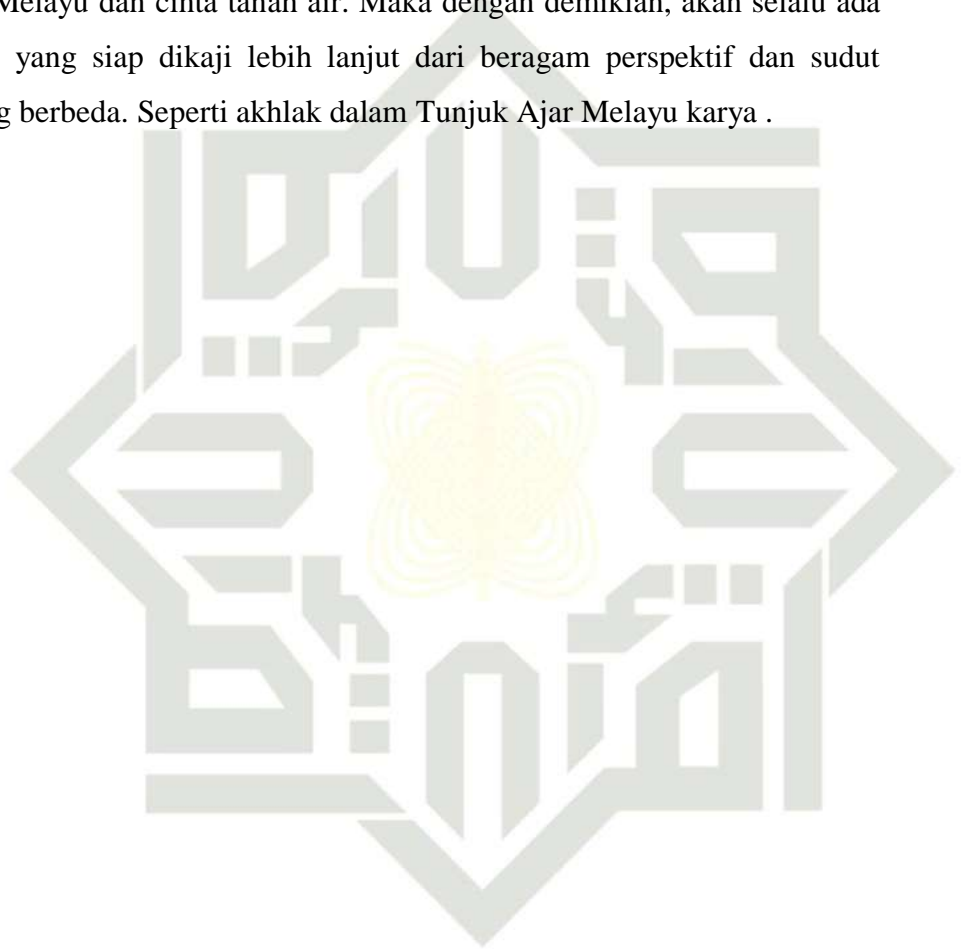 Melayu dan cinta tanah air. Maka dengan demikian, akan selalu ada
yang siap dikaji lebih lanjut dari beragam perspektif dan sudut
g berbeda. Seperti akhlak dalam Tunjuk Ajar Melayu karya .